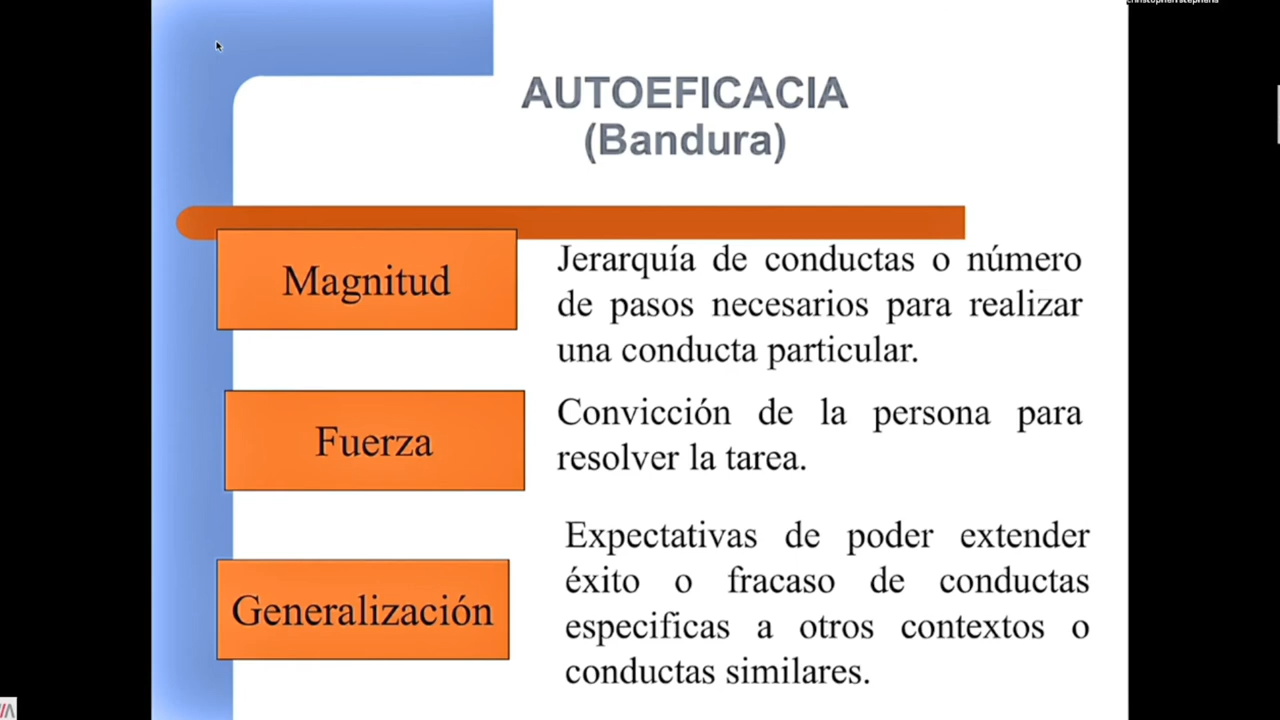 AUTOEFICACIA
(Bandura)
Magnitud
Jerarquía de conductas o número
de pasos necesarios para realizar
una conducta particular.
Fuerza
Convicción de la persona para
resolver la tarea.
Generalización
Expectativas de poder extender
éxito o fracaso de conductas
especificas a otros contextos o
conductas similares.